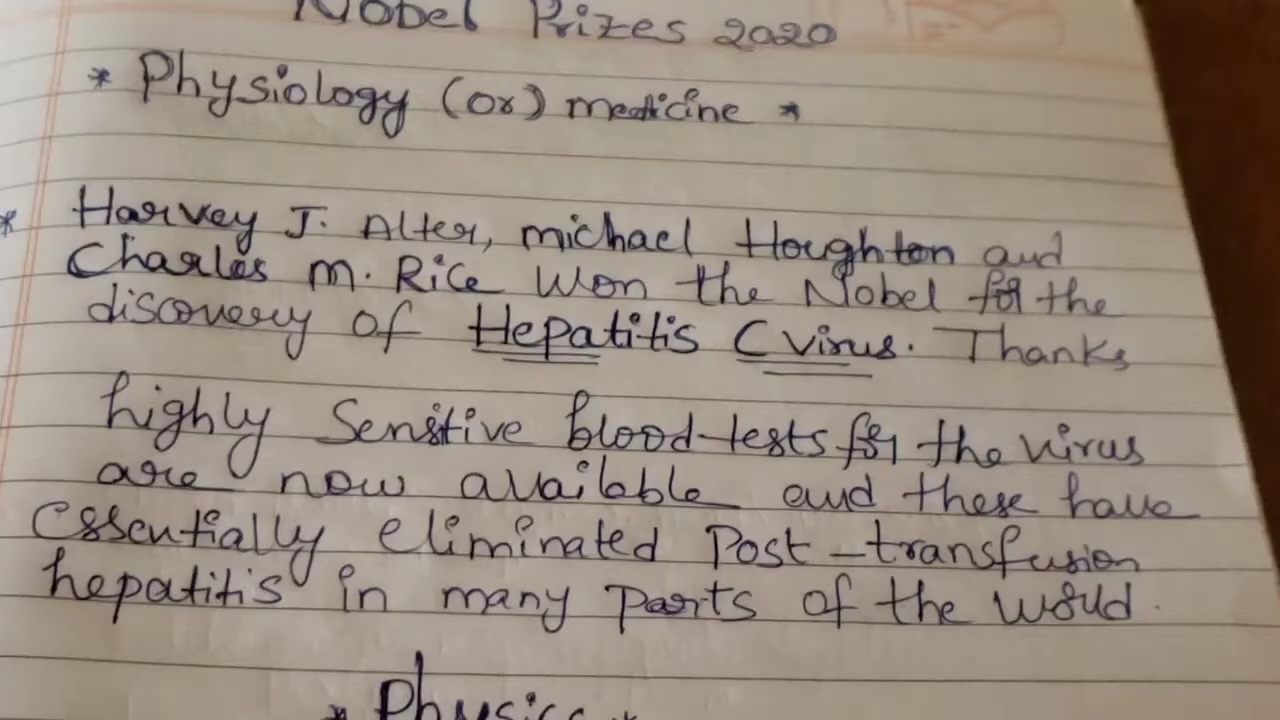 Nobel Prizes 2020
* Physiology (or) medicine *
* Harvey J. Alter, michael Houghton and
Charles M. Rice Won the Nobel for the
discovery of Hepatitis C virus. Thanks
highly Sensitive blood-tests for the virus
are now available and these have
essentially eliminated Post-transfusion
hepatitis in many Parts of the world.
* Physics *